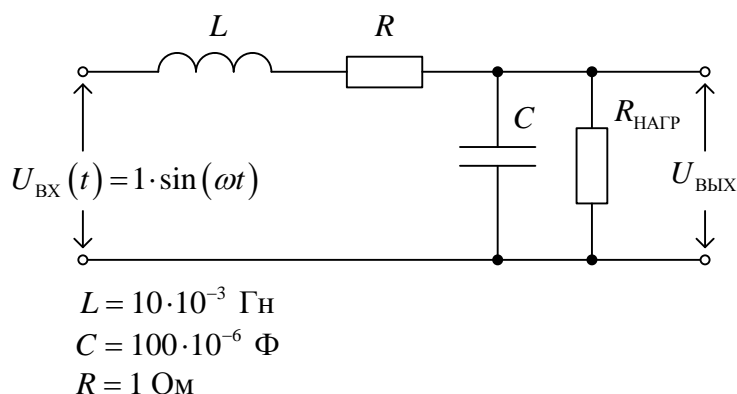 L
R
C
R_НАГР
U_ВХ(t) = 1·sin(ωt)
U_ВЫХ
L = 10·10⁻³ Гн
C = 100·10⁻⁶ Ф
R = 1 Ом